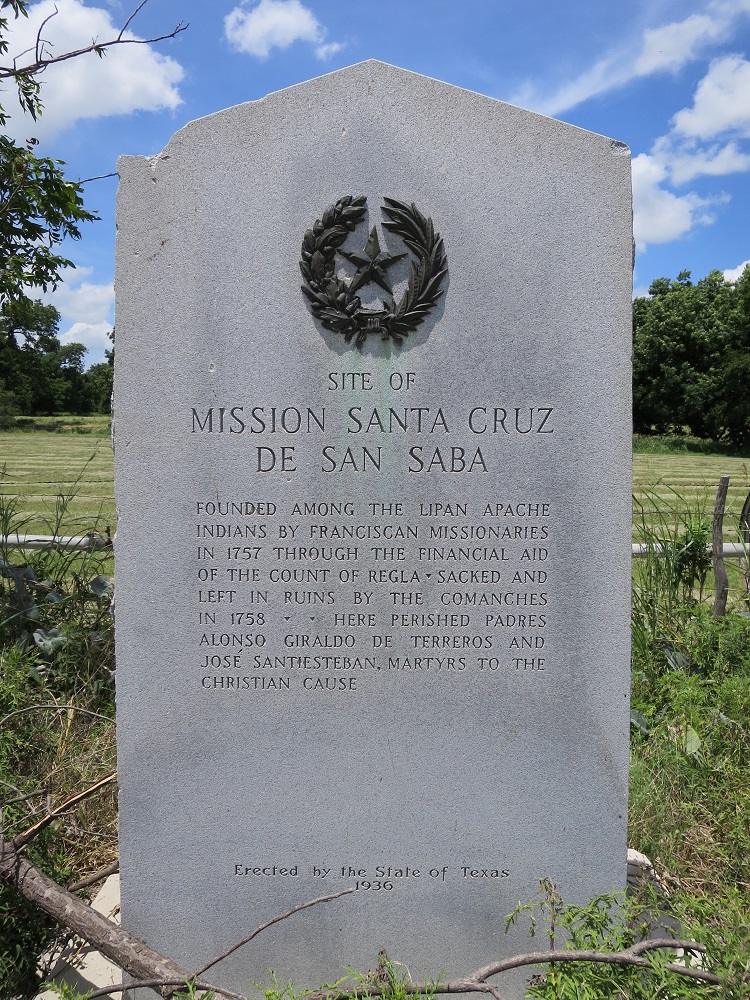 SITE OF
MISSION SANTA CRUZ
DE SAN SABA
FOUNDED AMONG THE LIPAN APACHE
INDIANS BY FRANCISCAN MISSIONARIES
IN 1757 THROUGH THE FINANCIAL AID
OF THE COUNT OF REGLA • SACKED AND
LEFT IN RUINS BY THE COMANCHES
IN 1758 • • HERE PERISHED PADRES
ALONSO GIRALDO DE TERREROS AND
JOSÉ SANTIESTEBAN, MARTYRS TO THE
CHRISTIAN CAUSE
Erected by the State of Texas
1936